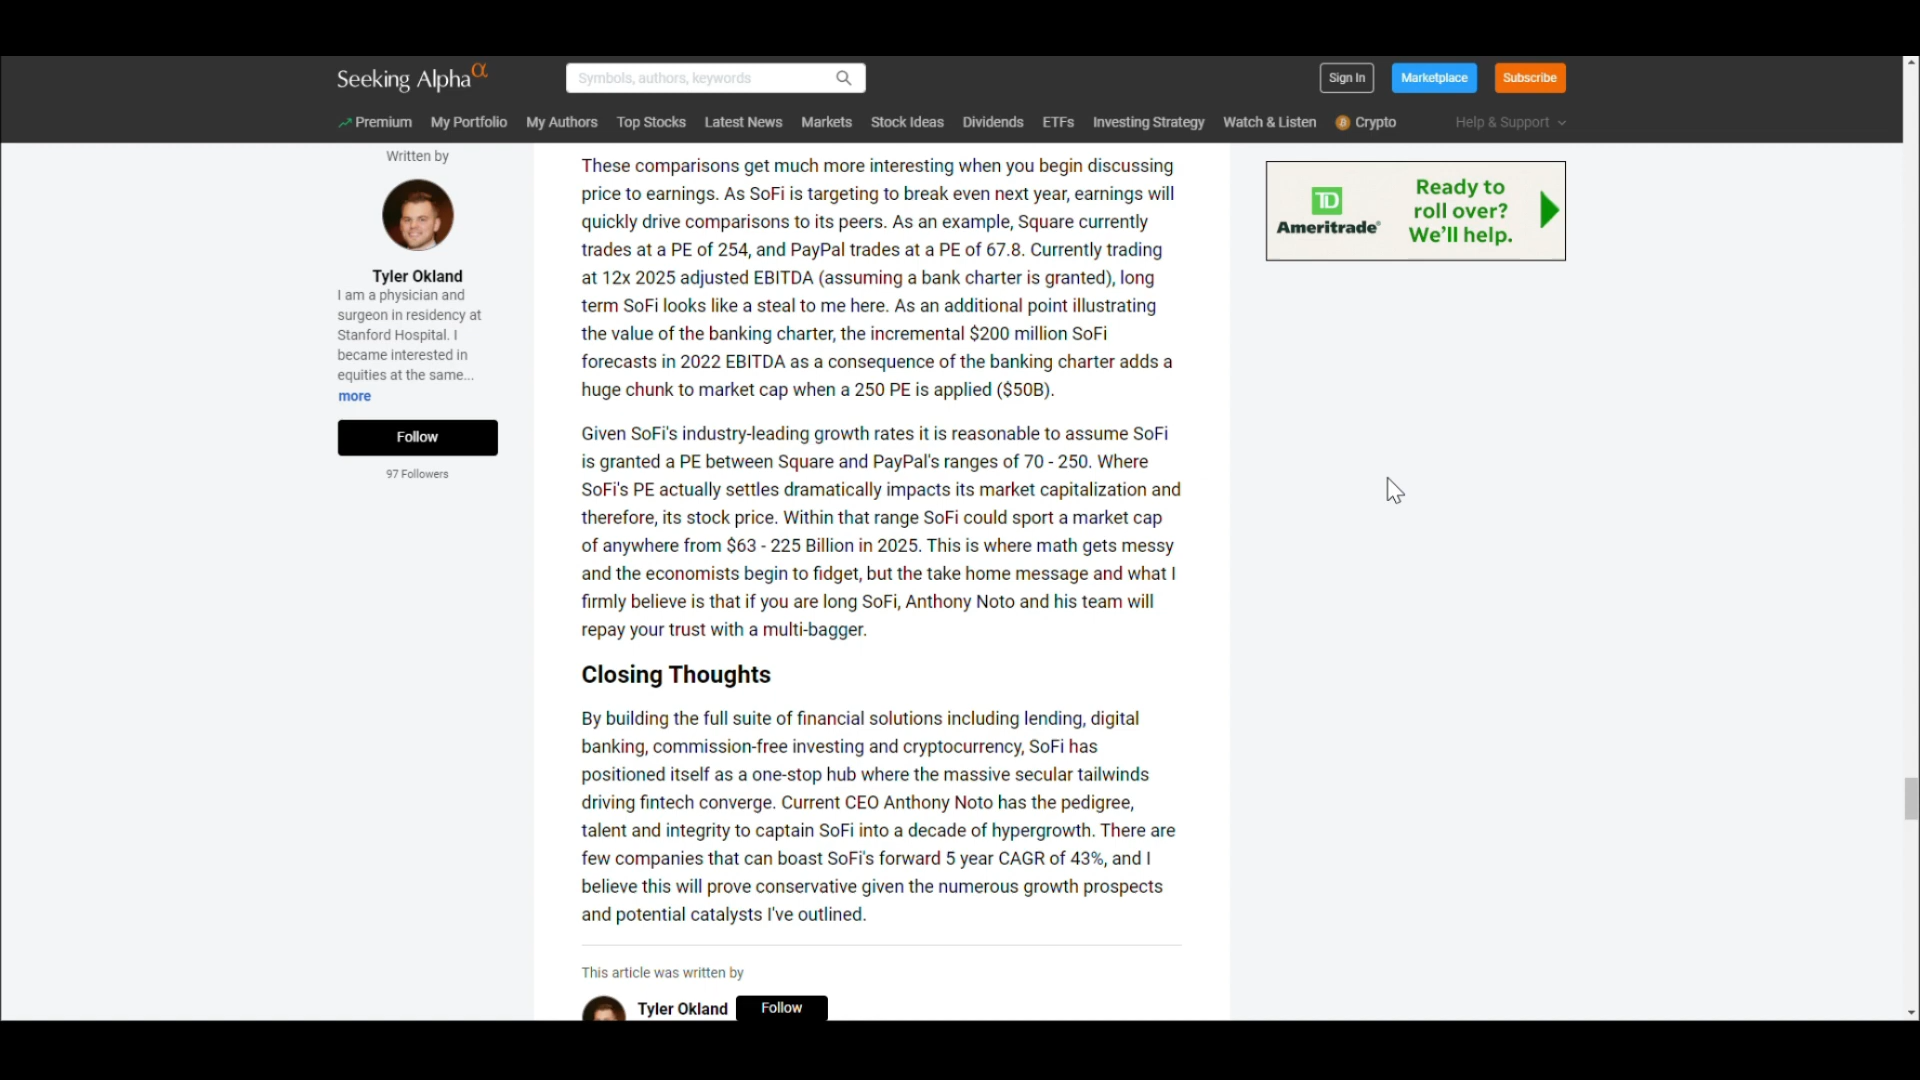 Seeking Alpha α
Symbols, authors, keywords
Sign In
Marketplace
Subscribe
Premium
My Portfolio
My Authors
Top Stocks
Latest News
Markets
Stock Ideas
Dividends
ETFs
Investing Strategy
Watch & Listen
Crypto
Help & Support
Written by
Tyler Okland
I am a physician and
surgeon in residency at
Stanford Hospital. I
became interested in
equities at the same...
more
Follow
97 Followers
These comparisons get much more interesting when you begin discussing
price to earnings. As SoFi is targeting to break even next year, earnings will
quickly drive comparisons to its peers. As an example, Square currently
trades at a PE of 254, and PayPal trades at a PE of 67.8. Currently trading
at 12x 2025 adjusted EBITDA (assuming a bank charter is granted), long
term SoFi looks like a steal to me here. As an additional point illustrating
the value of the banking charter, the incremental $200 million SoFi
forecasts in 2022 EBITDA as a consequence of the banking charter adds a
huge chunk to market cap when a 250 PE is applied ($50B).
Given SoFi's industry-leading growth rates it is reasonable to assume SoFi
is granted a PE between Square and PayPal's ranges of 70 - 250. Where
SoFi's PE actually settles dramatically impacts its market capitalization and
therefore, its stock price. Within that range SoFi could sport a market cap
of anywhere from $63 - 225 Billion in 2025. This is where math gets messy
and the economists begin to fidget, but the take home message and what I
firmly believe is that if you are long SoFi, Anthony Noto and his team will
repay your trust with a multi-bagger.
Closing Thoughts
By building the full suite of financial solutions including lending, digital
banking, commission-free investing and cryptocurrency, SoFi has
positioned itself as a one-stop hub where the massive secular tailwinds
driving fintech converge. Current CEO Anthony Noto has the pedigree,
talent and integrity to captain SoFi into a decade of hypergrowth. There are
few companies that can boast SoFi's forward 5 year CAGR of 43%, and I
believe this will prove conservative given the numerous growth prospects
and potential catalysts I've outlined.
This article was written by
Tyler Okland
Follow
TD
Ameritrade®
Ready to
roll over?
We'll help.